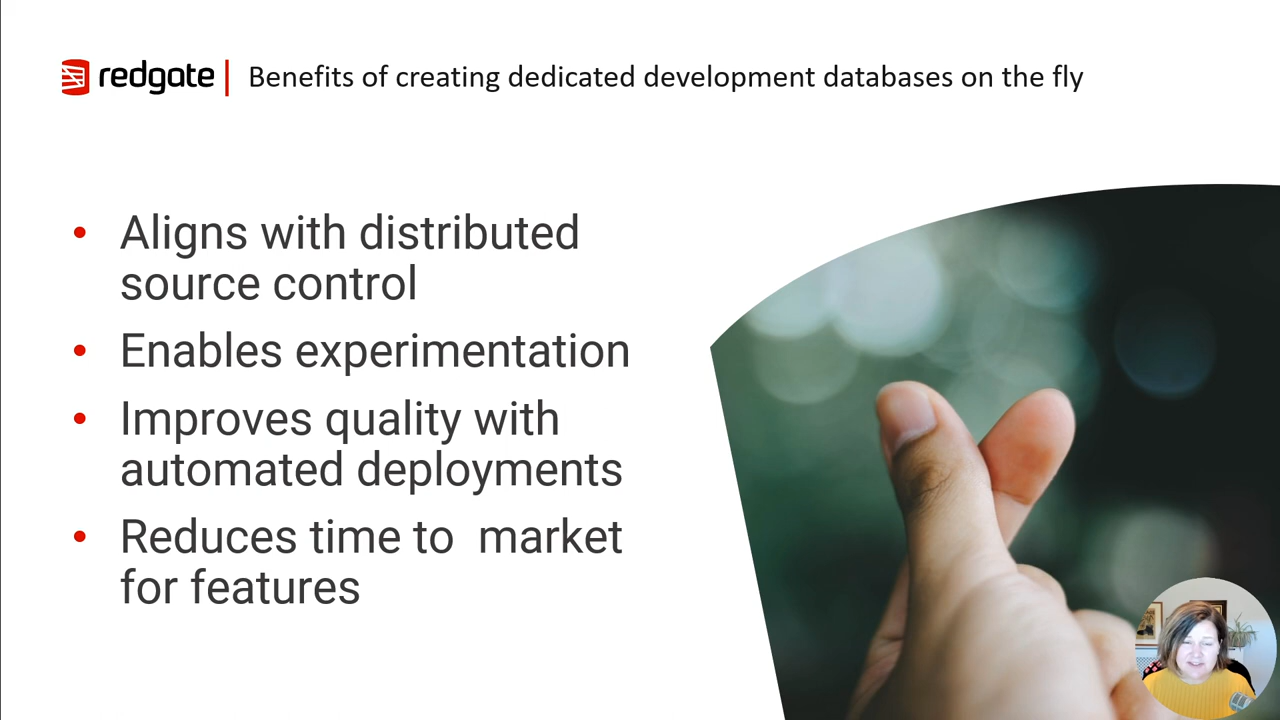 redgate | Benefits of creating dedicated development databases on the fly
• Aligns with distributed
source control
• Enables experimentation
• Improves quality with
automated deployments
• Reduces time to  market
for features